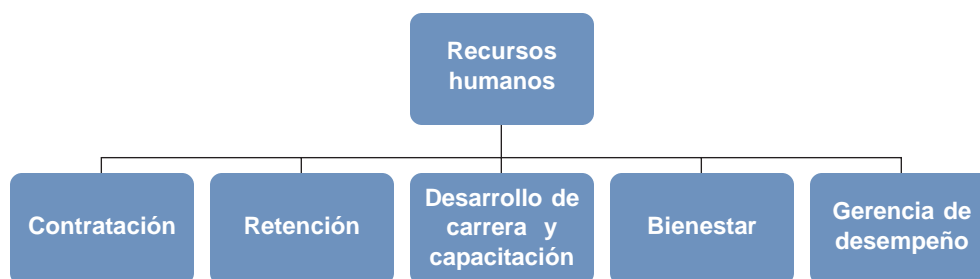 Recursos
humanos
Contratación
Retención
Desarrollo de
carrera y
capacitación
Bienestar
Gerencia de
desempeño